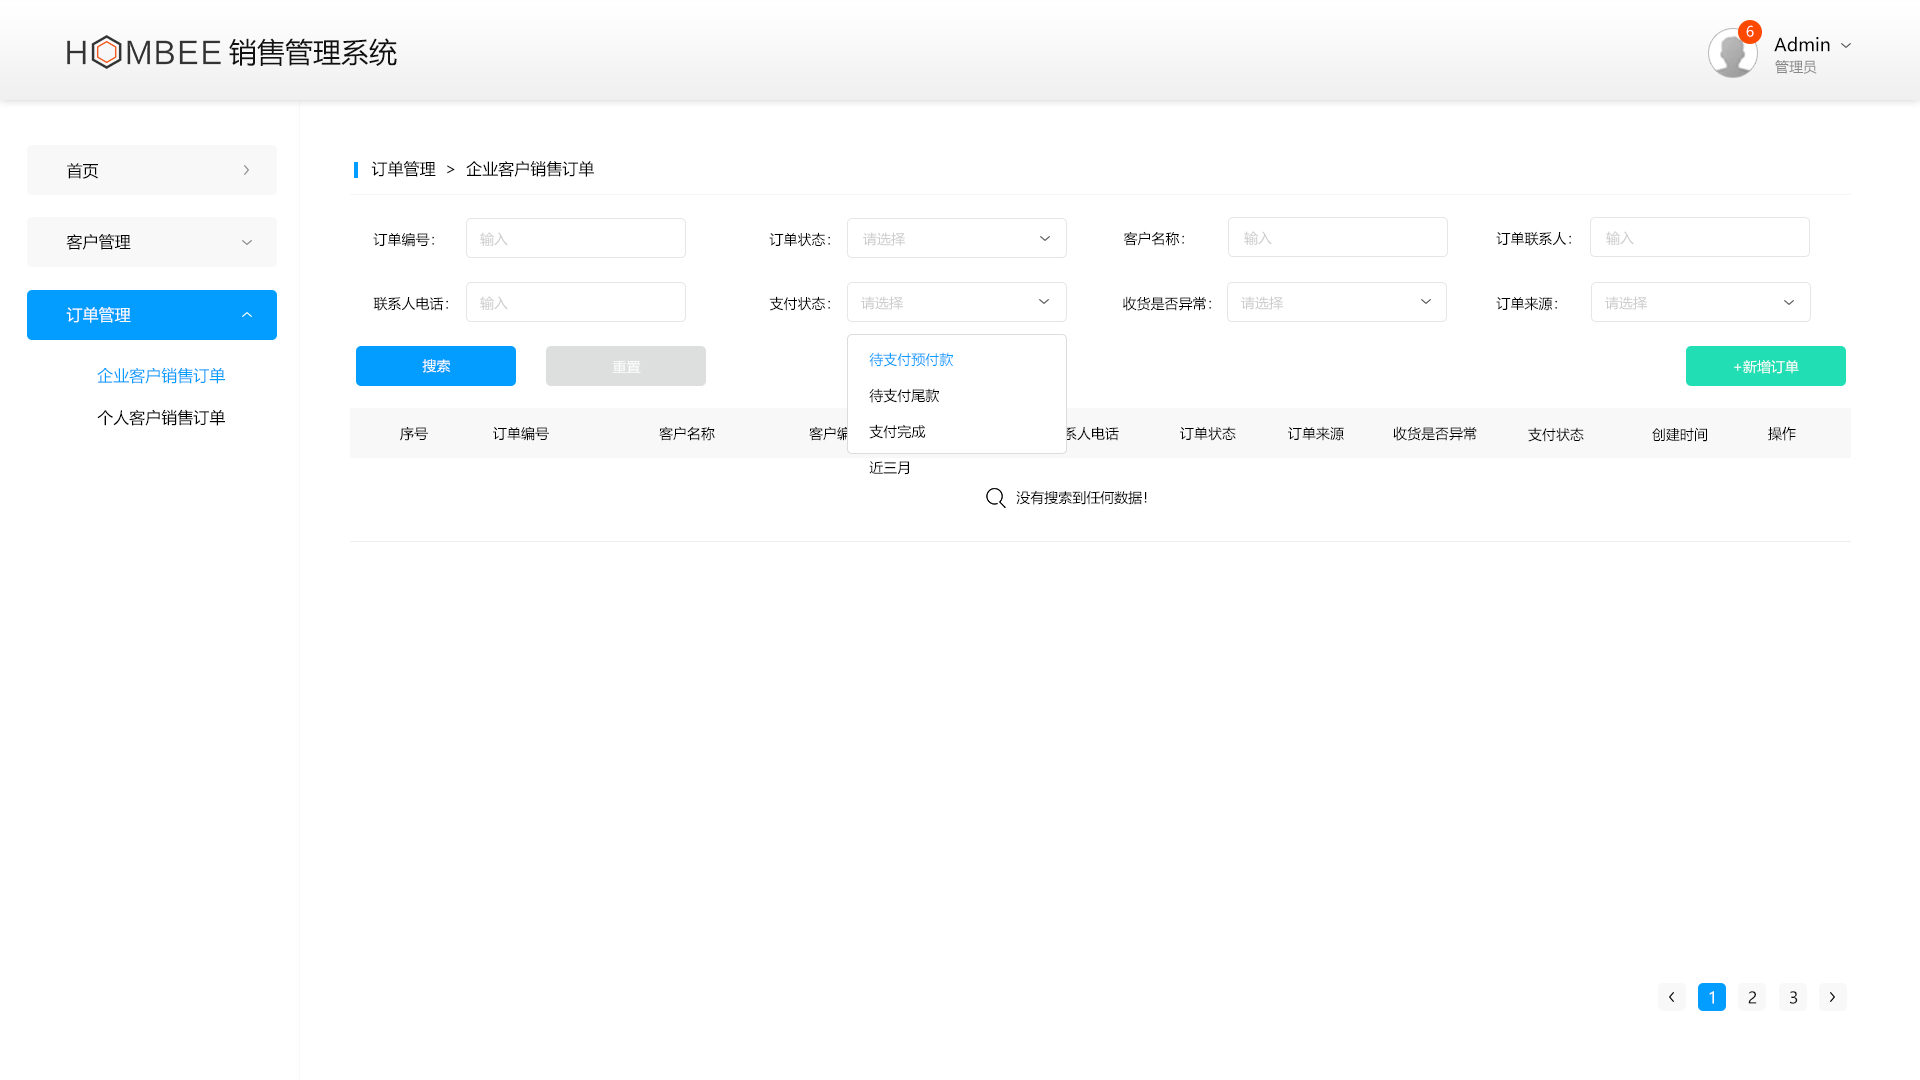 HOMBEE 销售管理系统
6
Admin
管理员
首页
客户管理
订单管理
企业客户销售订单
个人客户销售订单
订单管理 > 企业客户销售订单
订单编号： 输入
订单状态： 请选择
客户名称： 输入
订单联系人： 输入
联系人电话： 输入
支付状态： 请选择
收货是否异常： 请选择
订单来源： 请选择
搜索
重置
+新增订单
待支付预付款
待支付尾款
支付完成
近三月
序号 订单编号 客户名称 客户编 系人电话 订单状态 订单来源 收货是否异常 支付状态 创建时间 操作
没有搜索到任何数据!
1 2 3